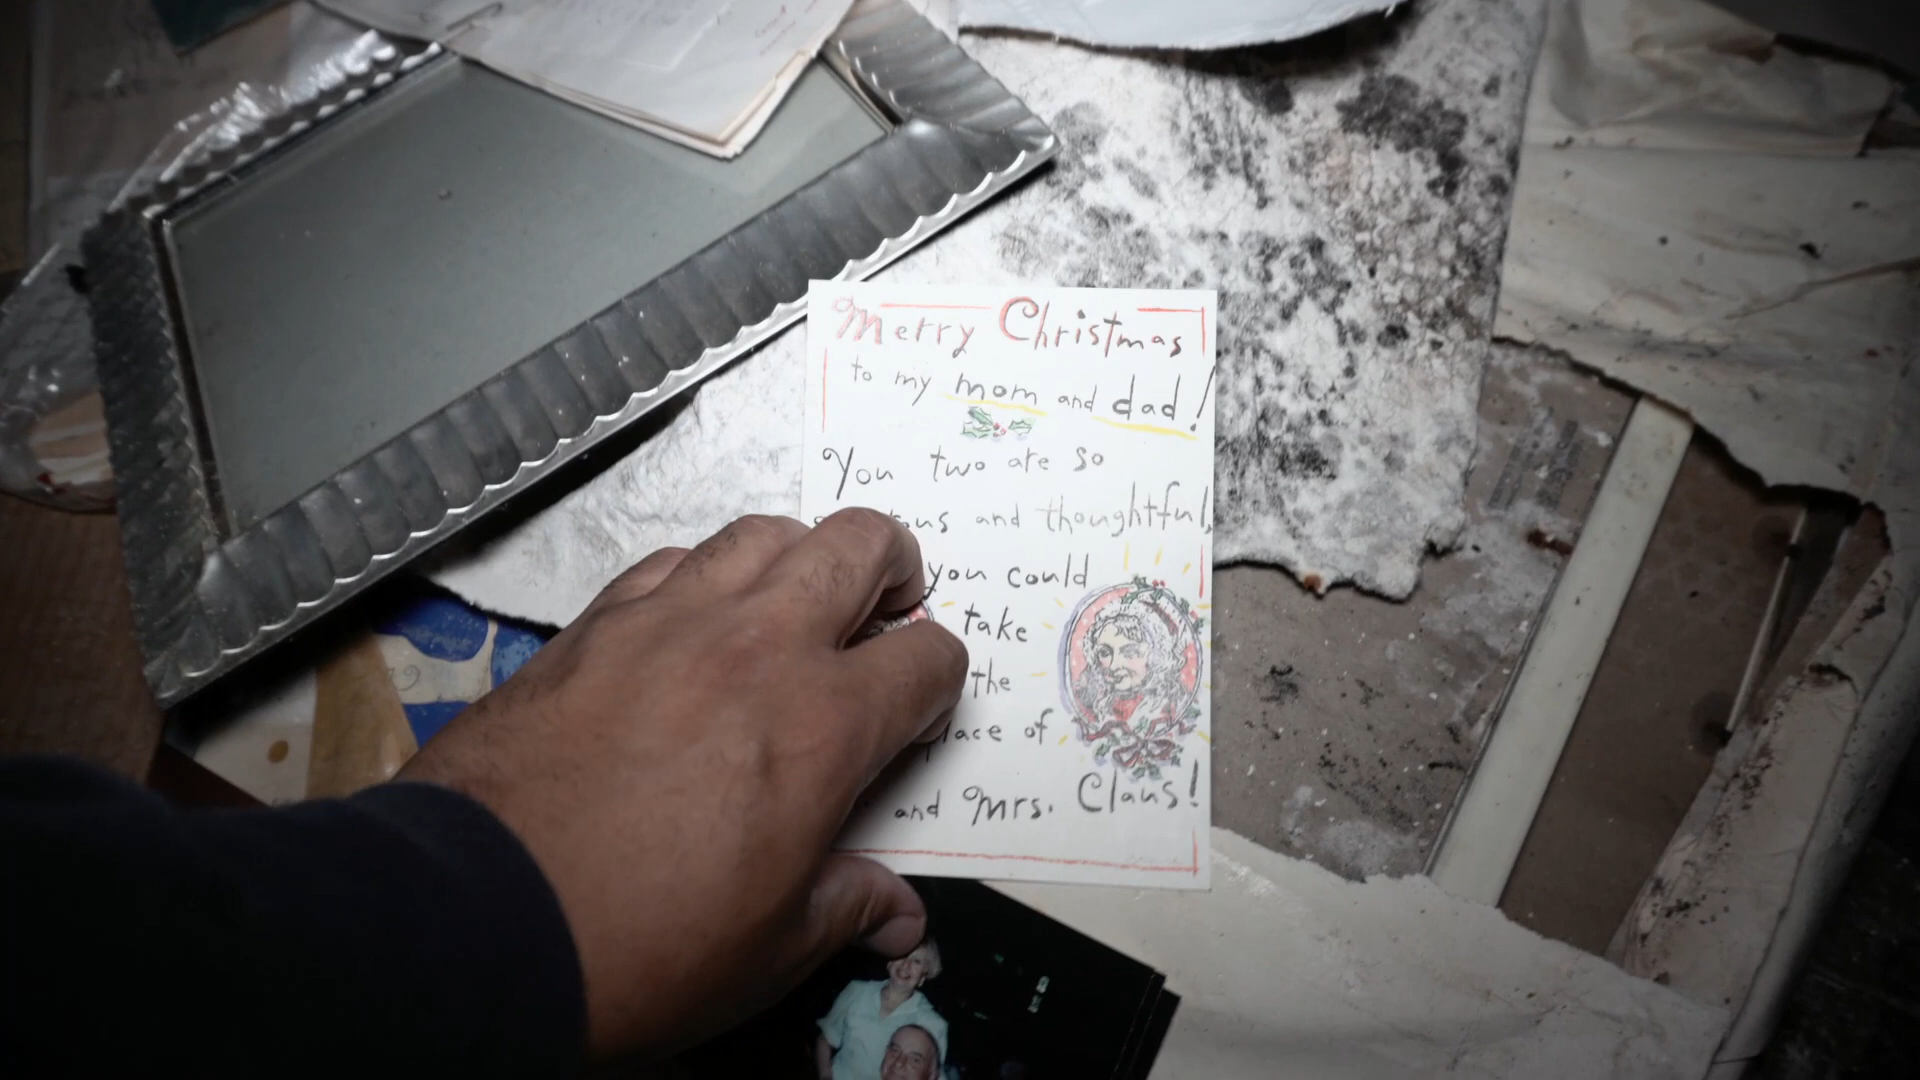 Merry Christmas
to my mom and dad!
You two are so
and thoughtful,
you could
take
the
place of
and Mrs. Claus!